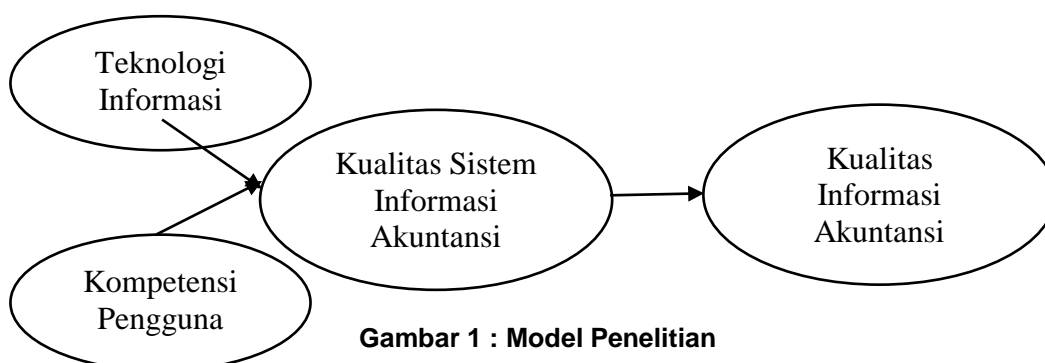 Teknologi
Informasi
Kualitas Sistem
Informasi
Akuntansi
Kualitas
Informasi
Akuntansi
Kompetensi
Pengguna
Gambar 1 : Model Penelitian